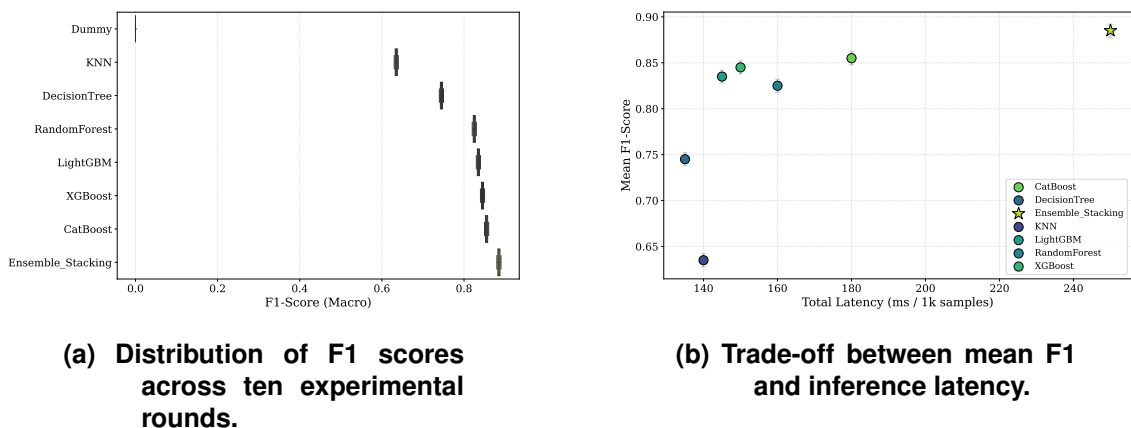 Dummy
KNN
DecisionTree
RandomForest
LightGBM
XGBoost
CatBoost
Ensemble_Stacking
0.0 0.2 0.4 0.6 0.8
F1-Score (Macro)
(a) Distribution of F1 scores
across ten experimental
rounds.
Mean F1-Score
0.90
0.85
0.80
0.75
0.70
0.65
CatBoost
DecisionTree
Ensemble_Stacking
KNN
LightGBM
RandomForest
XGBoost
140 160 180 200 220 240
Total Latency (ms / 1k samples)
(b) Trade-off between mean F1
and inference latency.